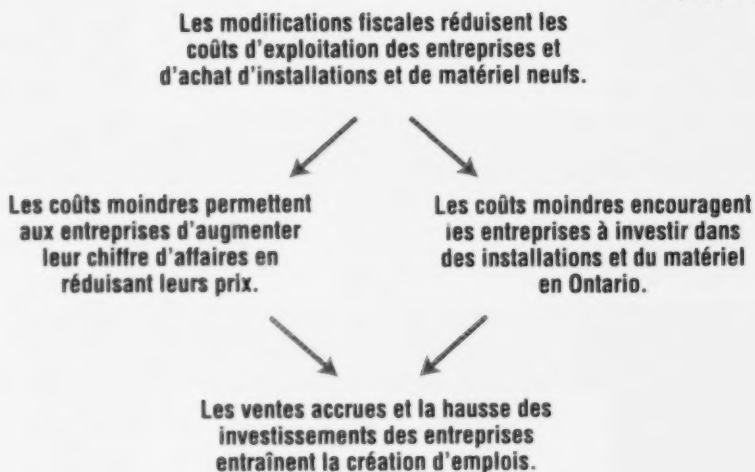 Les modifications fiscales réduisent les
coûts d'exploitation des entreprises et
d'achat d'installations et de matériel neufs.
Les coûts moindres permettent
aux entreprises d'augmenter
leur chiffre d'affaires en
réduisant leurs prix.
Les coûts moindres encouragent
les entreprises à investir dans
des installations et du matériel
en Ontario.
Les ventes accrues et la hausse des
investissements des entreprises
entraînent la création d'emplois.